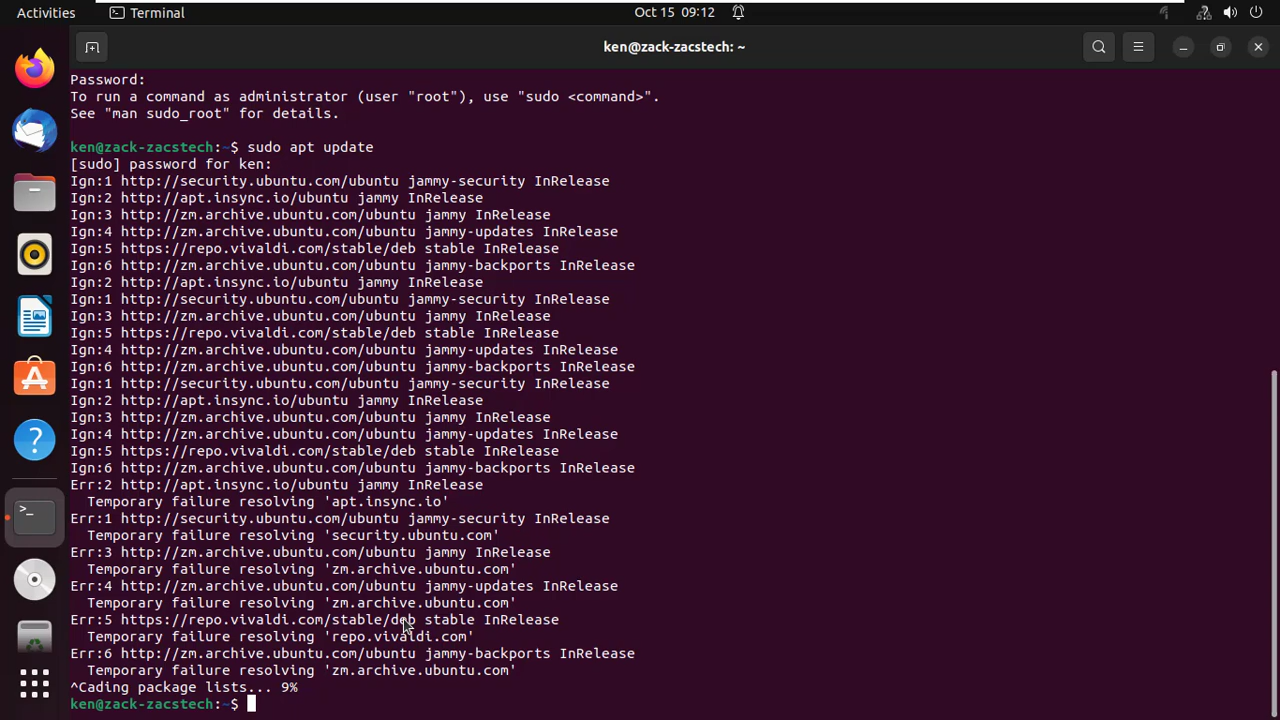 Activities
Terminal
Oct 15 09:12
ken@zack-zacstech: ~
Password:
To run a command as administrator (user "root"), use "sudo <command>".
See "man sudo_root" for details.
ken@zack-zacstech:~$ sudo apt update
[sudo] password for ken:
Ign:1 http://security.ubuntu.com/ubuntu jammy-security InRelease
Ign:2 http://apt.insync.io/ubuntu jammy InRelease
Ign:3 http://zm.archive.ubuntu.com/ubuntu jammy InRelease
Ign:4 http://zm.archive.ubuntu.com/ubuntu jammy-updates InRelease
Ign:5 https://repo.vivaldi.com/stable/deb stable InRelease
Ign:6 http://zm.archive.ubuntu.com/ubuntu jammy-backports InRelease
Ign:2 http://apt.insync.io/ubuntu jammy InRelease
Ign:1 http://security.ubuntu.com/ubuntu jammy-security InRelease
Ign:3 http://zm.archive.ubuntu.com/ubuntu jammy InRelease
Ign:5 https://repo.vivaldi.com/stable/deb stable InRelease
Ign:4 http://zm.archive.ubuntu.com/ubuntu jammy-updates InRelease
Ign:6 http://zm.archive.ubuntu.com/ubuntu jammy-backports InRelease
Ign:1 http://security.ubuntu.com/ubuntu jammy-security InRelease
Ign:2 http://apt.insync.io/ubuntu jammy InRelease
Ign:3 http://zm.archive.ubuntu.com/ubuntu jammy InRelease
Ign:4 http://zm.archive.ubuntu.com/ubuntu jammy-updates InRelease
Ign:5 https://repo.vivaldi.com/stable/deb stable InRelease
Ign:6 http://zm.archive.ubuntu.com/ubuntu jammy-backports InRelease
Err:2 http://apt.insync.io/ubuntu jammy InRelease
Temporary failure resolving 'apt.insync.io'
Err:1 http://security.ubuntu.com/ubuntu jammy-security InRelease
Temporary failure resolving 'security.ubuntu.com'
Err:3 http://zm.archive.ubuntu.com/ubuntu jammy InRelease
Temporary failure resolving 'zm.archive.ubuntu.com'
Err:4 http://zm.archive.ubuntu.com/ubuntu jammy-updates InRelease
Temporary failure resolving 'zm.archive.ubuntu.com'
Err:5 https://repo.vivaldi.com/stable/deb stable InRelease
Temporary failure resolving 'repo.vivaldi.com'
Err:6 http://zm.archive.ubuntu.com/ubuntu jammy-backports InRelease
Temporary failure resolving 'zm.archive.ubuntu.com'
^Cading package lists... 9%
ken@zack-zacstech:~$